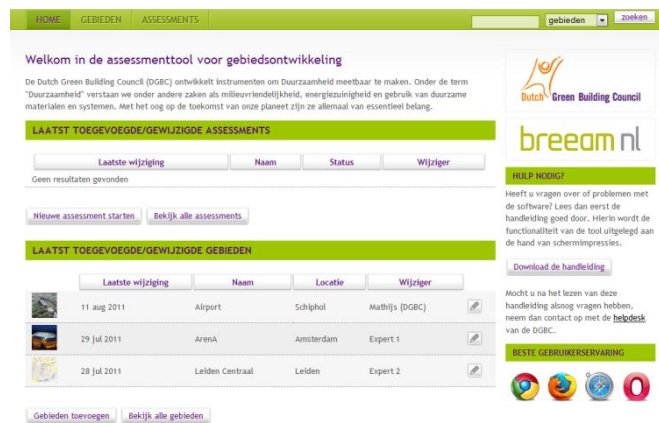 HOME GEBIEDEN ASSESSMENTS gebieden zoeken
Welkom in de assessmenttool voor gebiedsontwikkeling
De Dutch Green Building Council (DGBC) ontwikkelt instrumenten om Duurzaamheid meetbaar te maken. Onder de term
"Duurzaamheid" verstaan we onder andere zaken als milieuvriendelijkheid, energiezuinigheid en gebruik van duurzame
materialen en systemen. Met het oog op de toekomst van onze planeet zijn ze allemaal van essentieel belang.
LAATST TOEGEVOEGDE/GEWIJZIGDE ASSESSMENTS
Laatste wijziging Naam Status Wijziger
Geen resultaten gevonden
Nieuwe assessment starten Bekijk alle assessments
LAATST TOEGEVOEGDE/GEWIJZIGDE GEBIEDEN
Laatste wijziging Naam Locatie Wijziger
11 aug 2011 Airport Schiphol Mathijs (DGBC)
29 jul 2011 ArenA Amsterdam Expert 1
28 jul 2011 Leiden Centraal Leiden Expert 2
Gebieden toevoegen Bekijk alle gebieden
Dutch Green Building Council
breeam nl
HULP NODIG?
Heeft u vragen over of problemen met
de software? Lees dan eerst de
handleiding goed door. Hierin wordt de
functionaliteit van de tool uitgelegd aan
de hand van schermimpressies.
Download de handleiding
Mocht u na het lezen van deze
handleiding alsnog vragen hebben,
neem dan contact op met de helpdesk
van de DGBC.
BESTE GEBRUIKERSERVARING